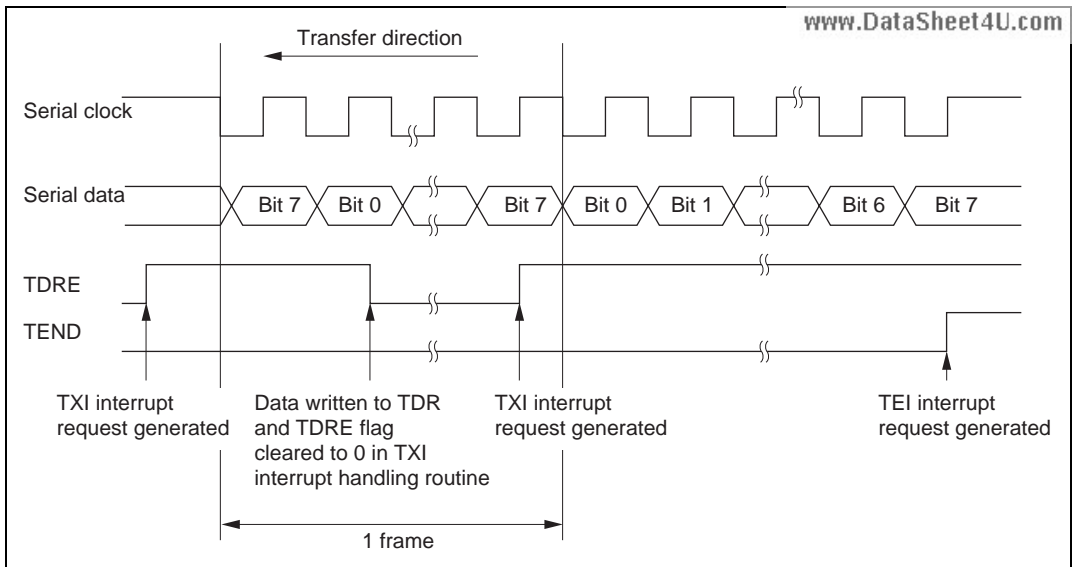 www.DataSheet4U.com
Transfer direction
Serial clock
Serial data
Bit 7
Bit 0
Bit 7
Bit 0
Bit 1
Bit 6
Bit 7
TDRE
TEND
TXI interrupt
request generated
Data written to TDR
and TDRE flag
cleared to 0 in TXI
interrupt handling routine
TXI interrupt
request generated
TEI interrupt
request generated
1 frame